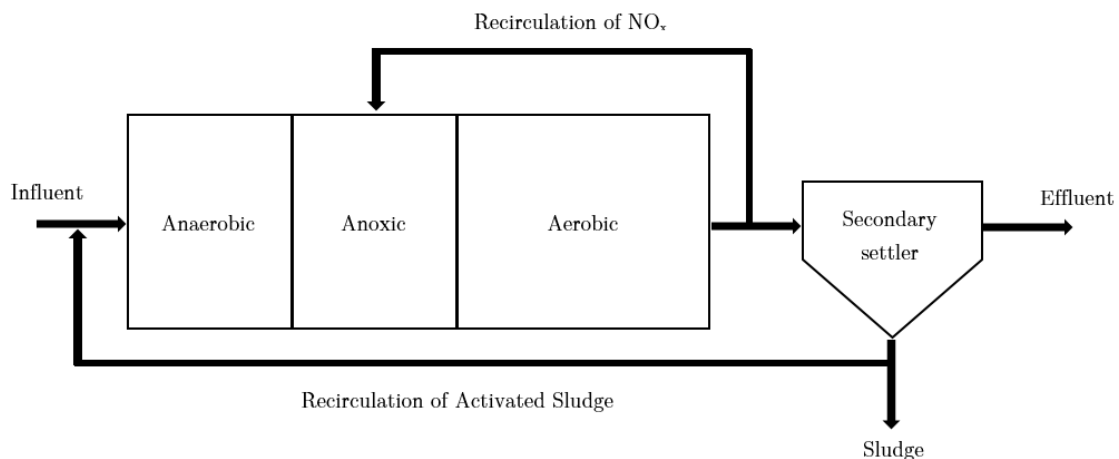 Recirculation of NOₓ
Influent
Anaerobic
Anoxic
Aerobic
Secondary
settler
Effluent
Recirculation of Activated Sludge
Sludge